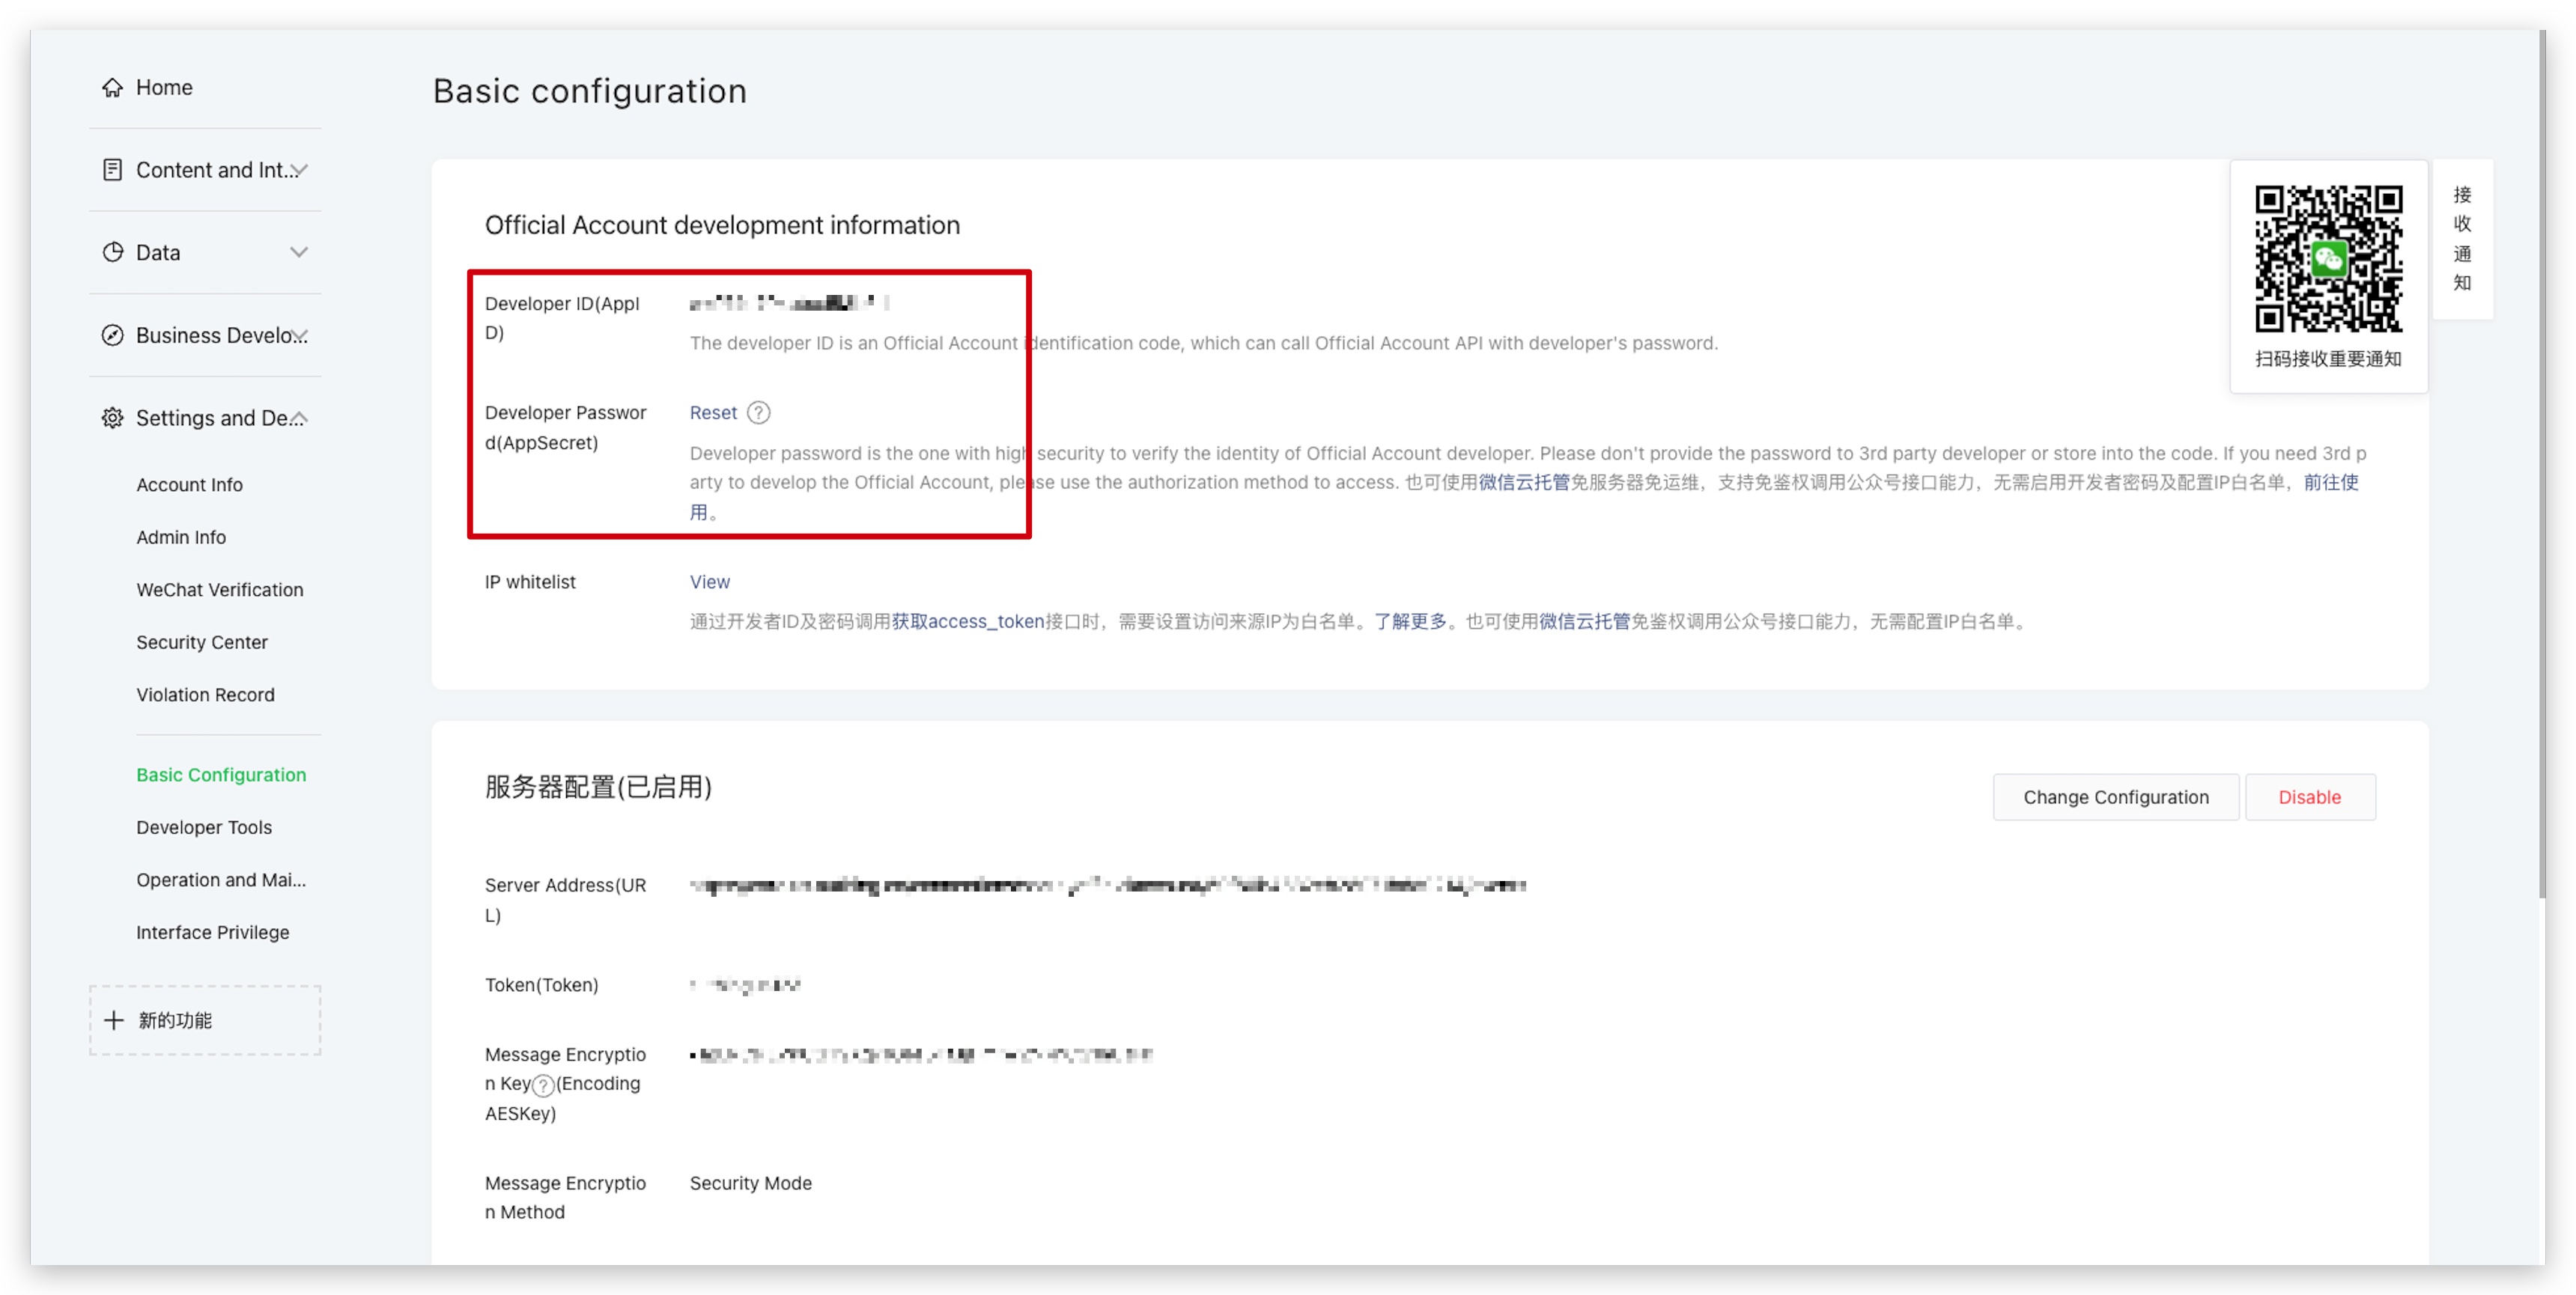 Home
Content and Int...
Data
Business Develo...
Settings and De...
Account Info
Admin Info
WeChat Verification
Security Center
Violation Record
Basic Configuration
Developer Tools
Operation and Mai...
Interface Privilege
新的功能
Basic configuration
Official Account development information
Developer ID(AppI
D)
The developer ID is an Official Account identification code, which can call Official Account API with developer's password.
Developer Passwor
d(AppSecret)
Reset ?
Developer password is the one with high security to verify the identity of Official Account developer. Please don't provide the password to 3rd party developer or store into the code. If you need 3rd p
arty to develop the Official Account, please use the authorization method to access. 也可使用微信云托管免服务器免运维，支持免鉴权调用公众号接口能力，无需启用开发者密码及配置IP白名单，前往使
用。
IP whitelist
View
通过开发者ID及密码调用获取access_token接口时，需要设置访问来源IP为白名单。了解更多。也可使用微信云托管免鉴权调用公众号接口能力，无需配置IP白名单。
扫码接收重要通知
接
收
通
知
服务器配置(已启用)
Change Configuration
Disable
Server Address(UR
L)
Token(Token)
Message Encryptio
n Key?(Encoding
AESKey)
Message Encryptio
n Method
Security Mode